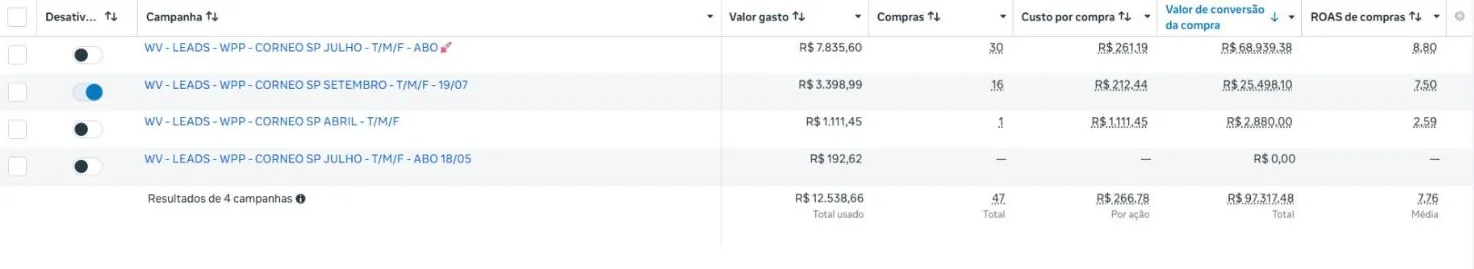 Desativ... Campanha Valor gasto Compras Custo por compra Valor de conversão da compra ROAS de compras
WV - LEADS - WPP - CORNEO SP JULHO - T/M/F - ABO🚀 R$ 7.835,60 30 R$ 261,19 R$ 68.939,38 8,80
WV - LEADS - WPP - CORNEO SP SETEMBRO - T/M/F - 19/07 R$ 3.398,99 16 R$ 212,44 R$ 25.498,10 7,50
WV - LEADS - WPP - CORNEO SP ABRIL - T/M/F R$ 1.111,45 1 R$ 1.111,45 R$ 2.880,00 2,59
WV - LEADS - WPP - CORNEO SP JULHO - T/M/F - ABO 18/05 R$ 192,62 — — R$ 0,00 —
Resultados de 4 campanhas R$ 12.538,66 47 R$ 266,78 R$ 97.317,48 7,76
Total usado Total Por ação Total Média